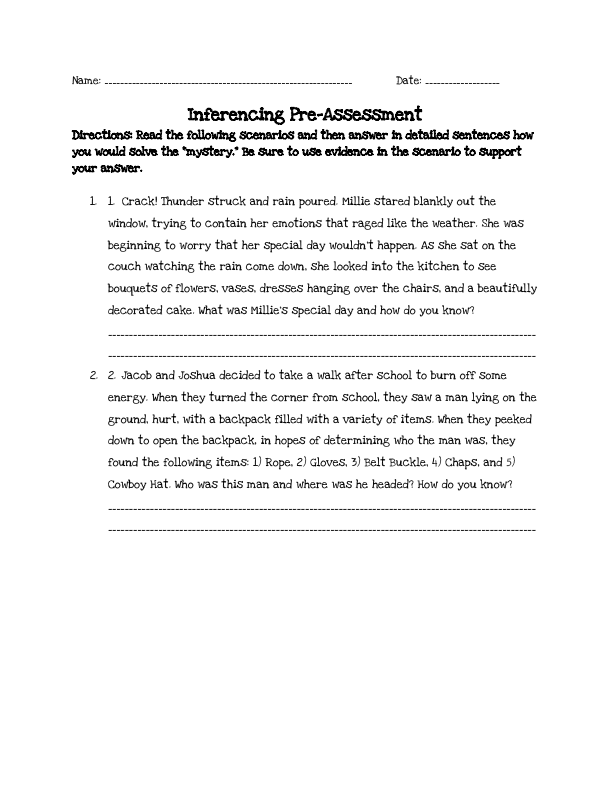 Name: ____________________ Date: ____________________
Inferencing Pre-Assessment
Directions: Read the following scenarios and then answer in detailed sentences how
you would solve the "mystery." Be sure to use evidence in the scenario to support
your answer.
1. 1. Crack! Thunder struck and rain poured. Millie stared blankly out the
window, trying to contain her emotions that raged like the weather. She was
beginning to worry that her special day wouldn't happen. As she sat on the
couch watching the rain come down, she looked into the kitchen to see
bouquets of flowers, vases, dresses hanging over the chairs, and a beautifully
decorated cake. What was Millie's special day and how do you know?
2. 2. Jacob and Joshua decided to take a walk after school to burn off some
energy. When they turned the corner from school, they saw a man lying on the
ground, hurt, with a backpack filled with a variety of items. When they peeked
down to open the backpack, in hopes of determining who the man was, they
found the following items: 1) Rope, 2) Gloves, 3) Belt Buckle, 4) Chaps, and 5)
Cowboy Hat. Who was this man and where was he headed? How do you know?